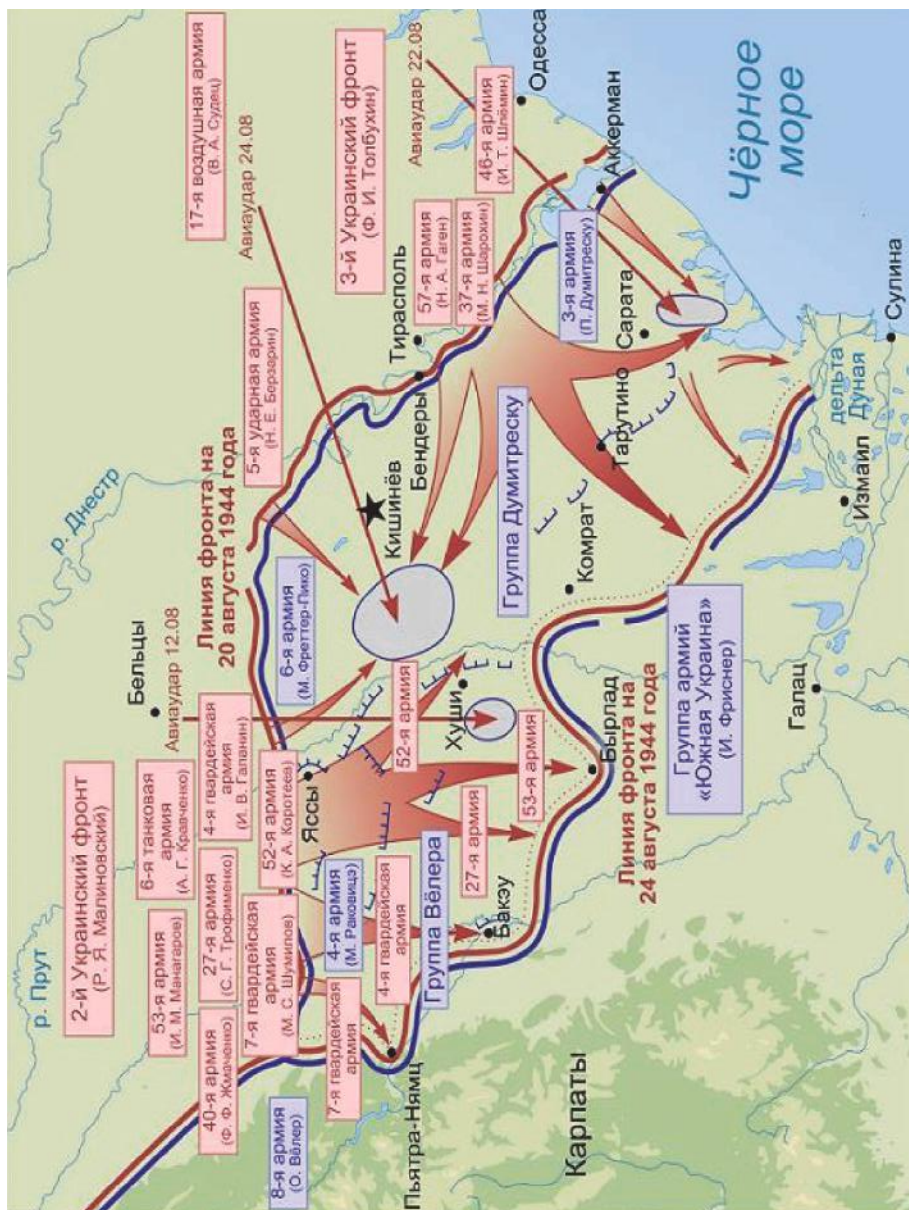 р. Прут
2-й Украинский фронт
(Р. Я. Малиновский)
40-я армия
(Ф. Ф. Жмаченко)
53-я армия
(И. М. Манагаров)
6-я танковая
армия
(А. Г. Кравченко)
27-я армия
(С. Г. Трофименко)
4-я гвардейская
армия
(И. В. Галанин)
7-я гвардейская
армия
(М. С. Шумилов)
52-я армия
(К. А. Коротеев)
Бельцы
Авиаудар 12.08
Линия фронта на
20 августа 1944 года
р. Днестр
5-я ударная армия
(Н. Е. Берзарин)
17-я воздушная армия
(В. А. Судец)
Авиаудар 24.08
3-й Украинский фронт
(Ф. И. Толбухин)
Авиаудар 22.08
57-я армия
(Н. А. Гаген)
37-я армия
(М. Н. Шарохин)
46-я армия
(И. Т. Шлёмин)
Одесса
Тирасполь
Бендеры
Кишинёв
Аккерман
8-я армия
(О. Вёлер)
4-я армия
(М. Раковицэ)
6-я армия
(М. Фреттер-Пико)
3-я армия
(П. Думитреску)
Яссы
7-я гвардейская
армия
4-я гвардейская
армия
Группа Вёлера
27-я армия
53-я армия
52-я армия
Хуши
Группа Думитреску
Тарутино
Сарата
Комрат
Пьятра-Нямц
Бакэу
Бырлад
Линия фронта на
24 августа 1944 года
Группа армий
«Южная Украина»
(И. Фриснер)
Карпаты
Галац
Измаил
дельта
Дуная
Сулина
Чёрное
море